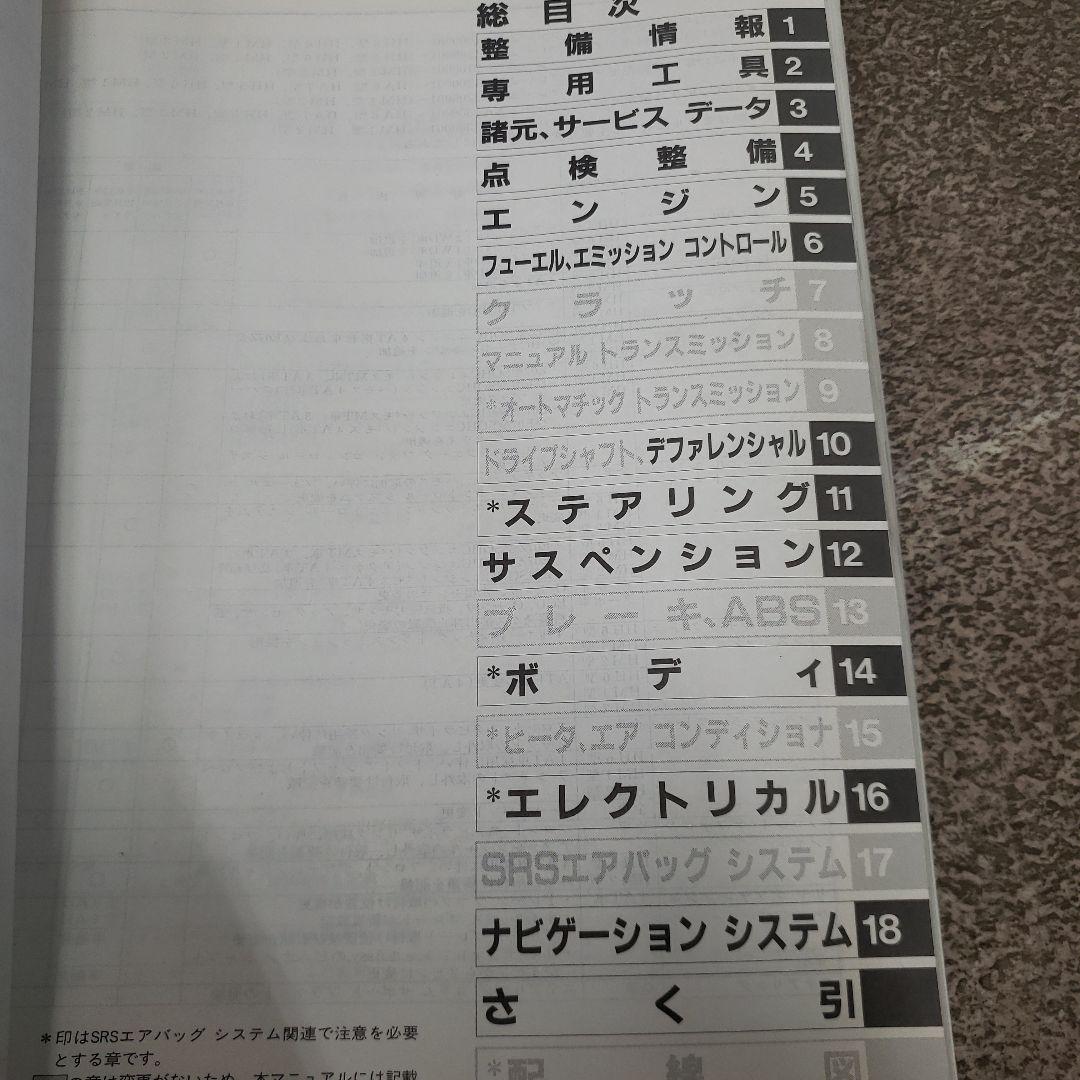 総目次
整備情報 1
専用工具 2
諸元、サービス データ 3
点検整備 4
エンジン 5
フューエル、エミッション コントロール 6
クラッチ 7
マニュアル トランスミッション 8
*オートマチック トランスミッション 9
ドライブシャフト、デファレンシャル 10
*ステアリング 11
サスペンション 12
ブレーキ、ABS 13
*ボディ 14
*ヒータ、エア コンディショナ 15
*エレクトリカル 16
SRSエアバッグ システム 17
ナビゲーション システム 18
さく引
*配線図
*印はSRSエアバッグ システム関連で注意を必要
とする章です。
の章は変更がないため、本マニュアルには記載